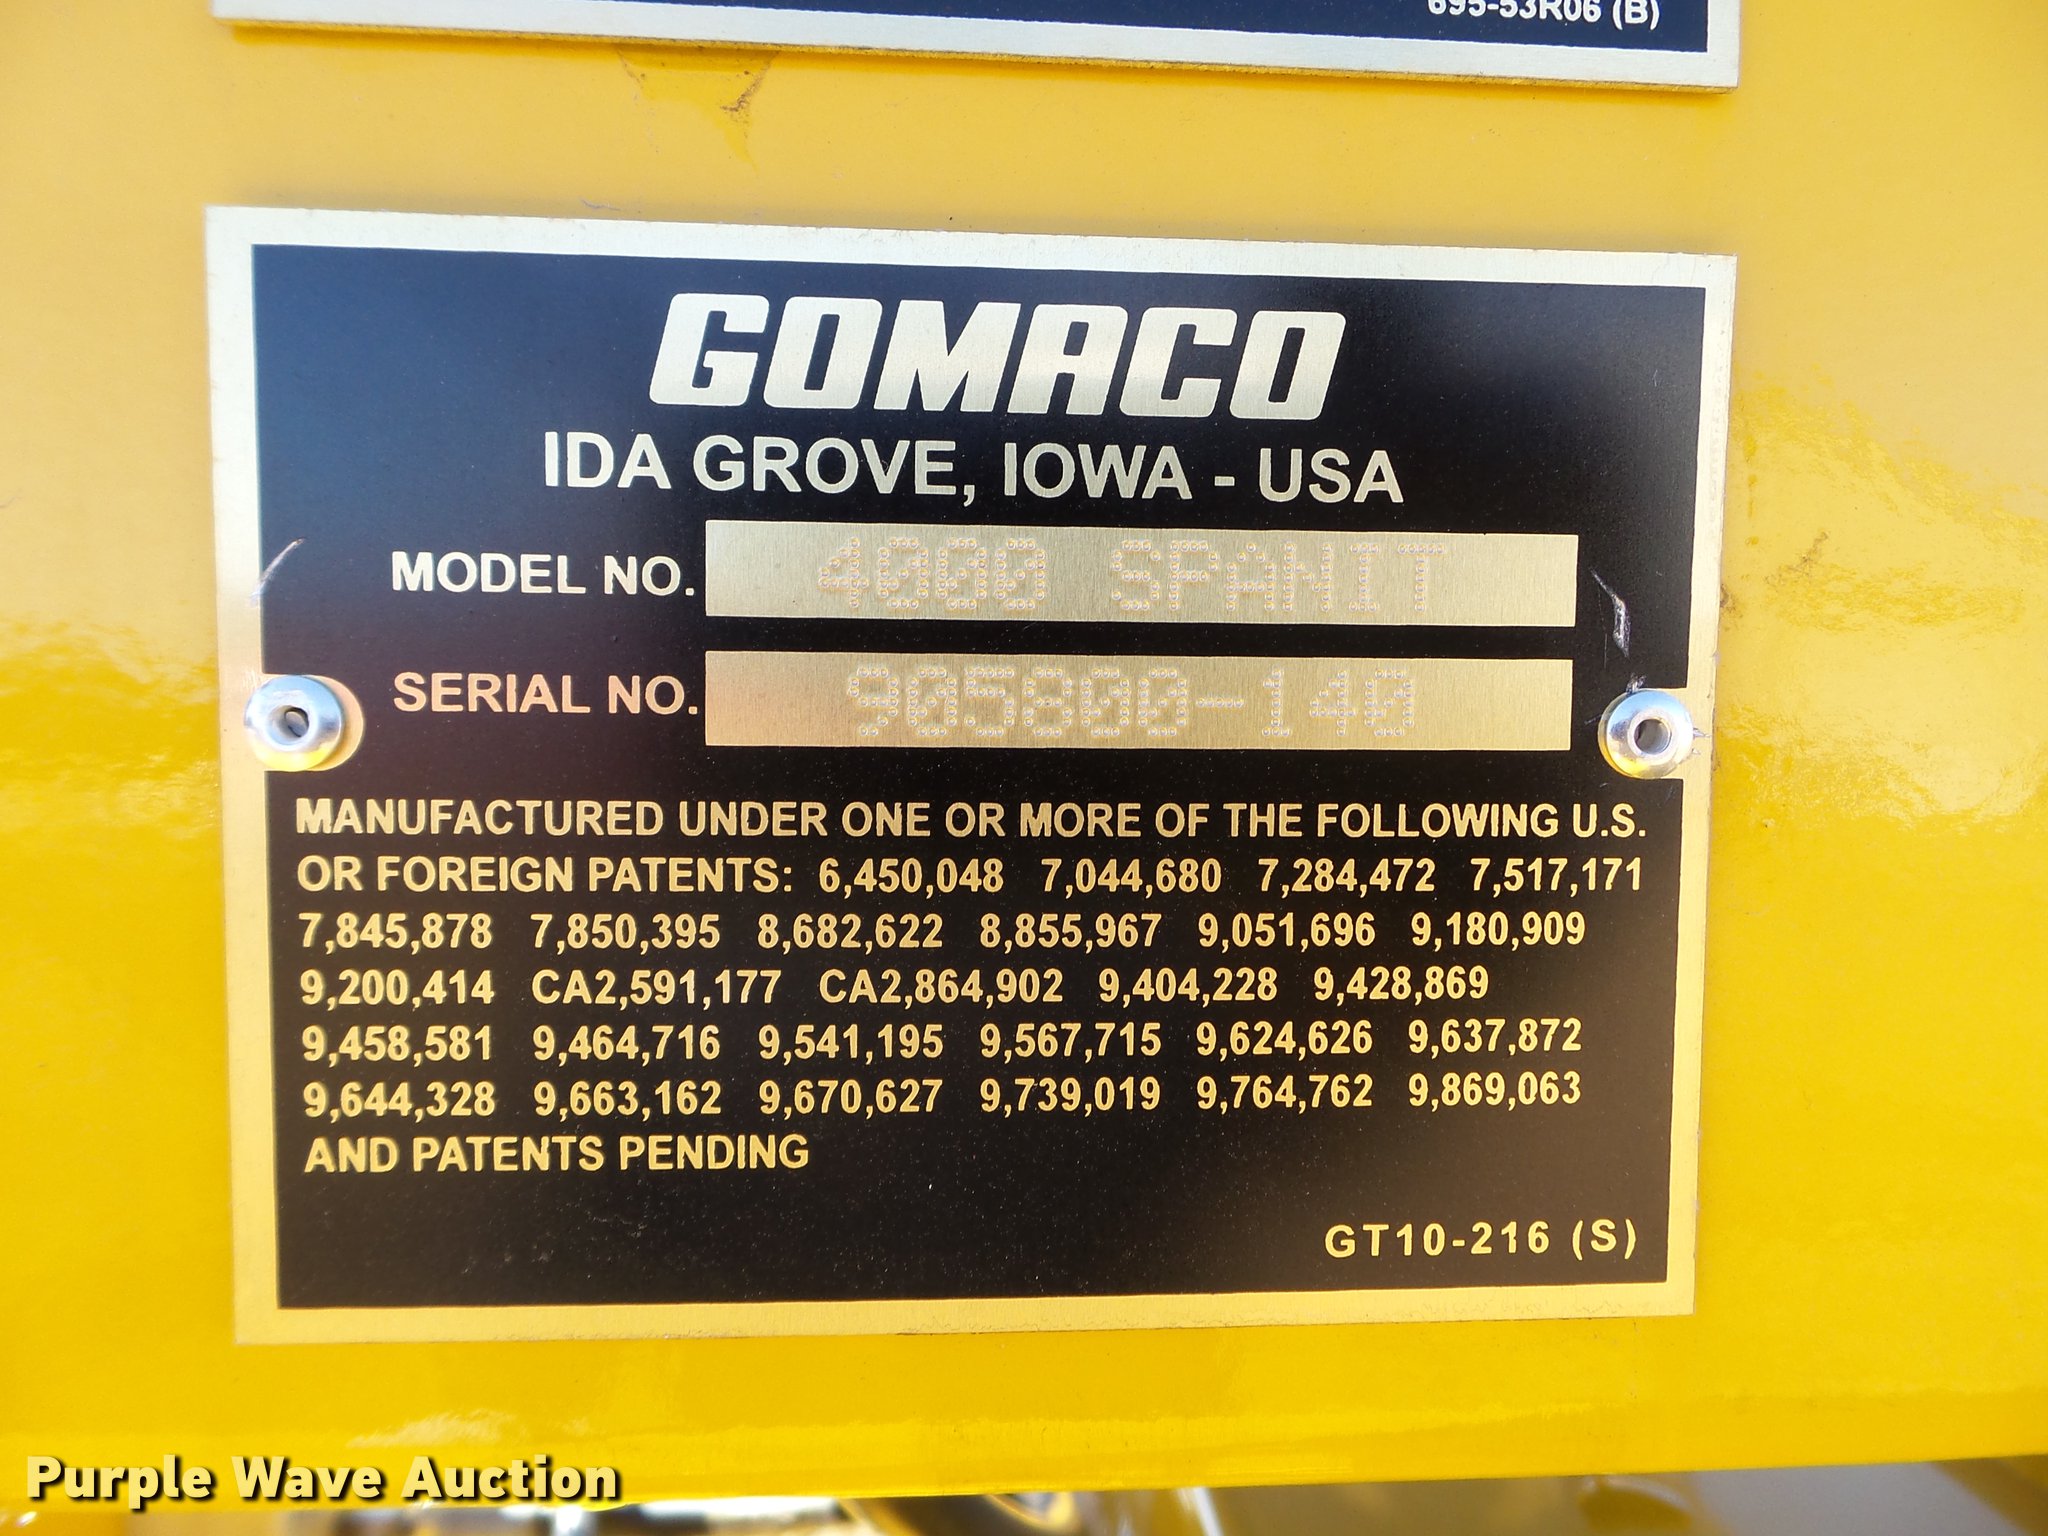 695-53R06 (B)
GOMACO
IDA GROVE, IOWA - USA
MODEL NO. 4000 SPANIT
SERIAL NO. 905800-140
MANUFACTURED UNDER ONE OR MORE OF THE FOLLOWING U.S.
OR FOREIGN PATENTS: 6,450,048 7,044,680 7,284,472 7,517,171
7,845,878 7,850,395 8,682,622 8,855,967 9,051,696 9,180,909
9,200,414 CA2,591,177 CA2,864,902 9,404,228 9,428,869
9,458,581 9,464,716 9,541,195 9,567,715 9,624,626 9,637,872
9,644,328 9,663,162 9,670,627 9,739,019 9,764,762 9,869,063
AND PATENTS PENDING
GT10-216 (S)
Purple Wave Auction